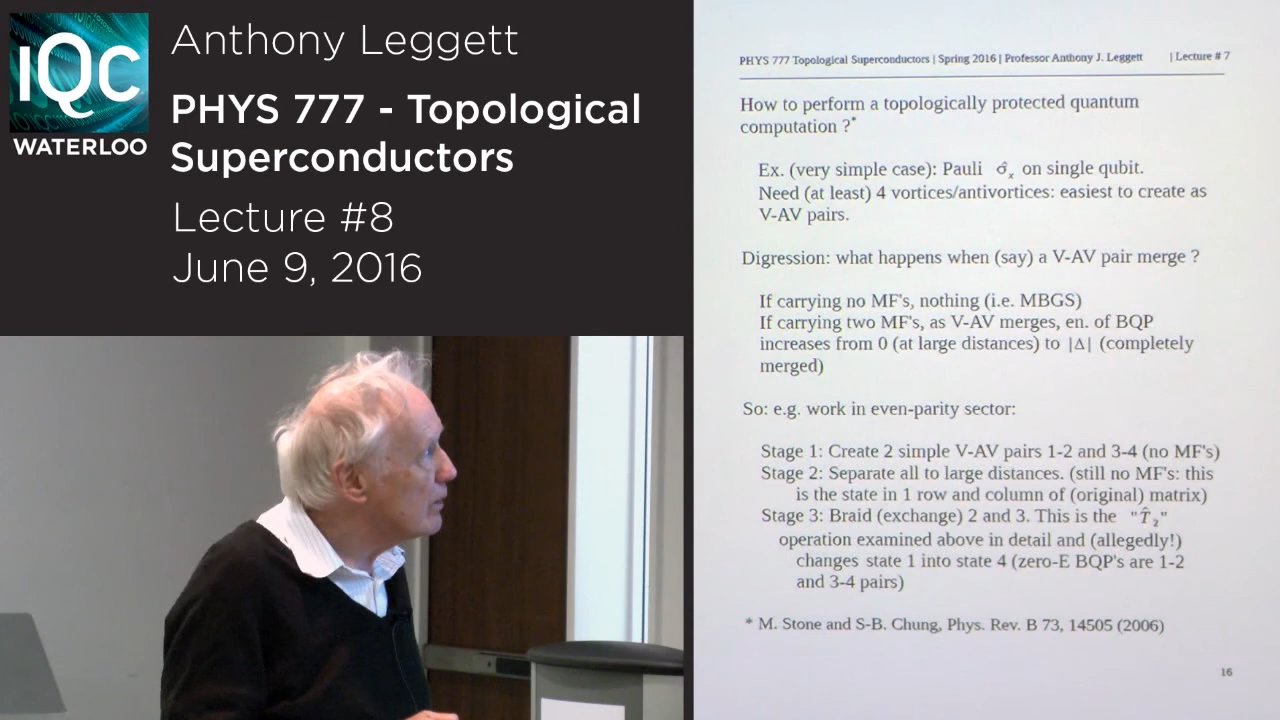 IQC
WATERLOO
Anthony Leggett
PHYS 777 - Topological
Superconductors
Lecture #8
June 9, 2016
PHYS 777 Topological Superconductors | Spring 2016 | Professor Anthony J. Leggett | Lecture # 7
How to perform a topologically protected quantum
computation ?*
Ex. (very simple case): Pauli σ̂ₓ on single qubit.
Need (at least) 4 vortices/antivortices: easiest to create as
V-AV pairs.
Digression: what happens when (say) a V-AV pair merge ?
If carrying no MF's, nothing (i.e. MBGS)
If carrying two MF's, as V-AV merges, en. of BQP
increases from 0 (at large distances) to |Δ| (completely
merged)
So: e.g. work in even-parity sector:
Stage 1: Create 2 simple V-AV pairs 1-2 and 3-4 (no MF's)
Stage 2: Separate all to large distances. (still no MF's: this
is the state in 1 row and column of (original) matrix)
Stage 3: Braid (exchange) 2 and 3. This is the "T̂₂"
operation examined above in detail and (allegedly!)
changes state 1 into state 4 (zero-E BQP's are 1-2
and 3-4 pairs)
* M. Stone and S-B. Chung, Phys. Rev. B 73, 14505 (2006)
16